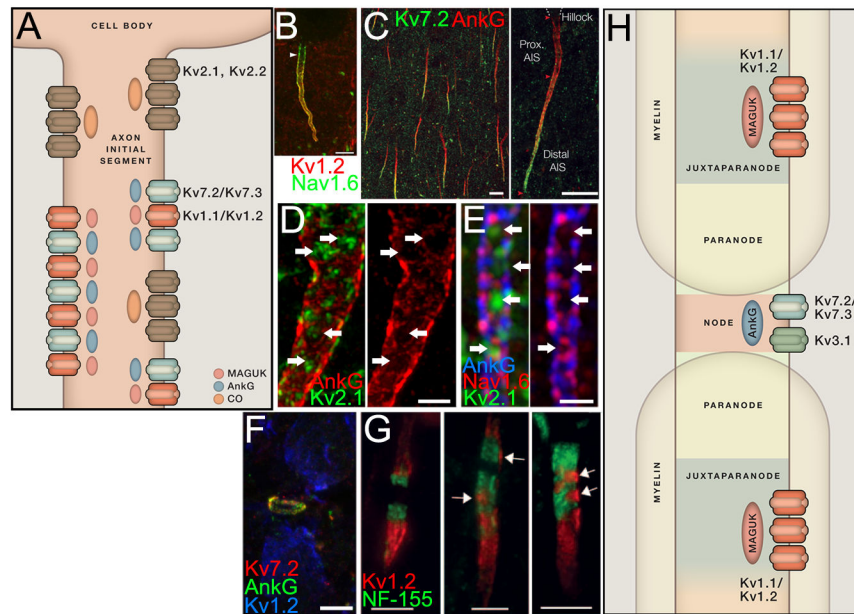 A
CELL BODY
Kv2.1, Kv2.2
AXON
INITIAL
SEGMENT
Kv7.2/Kv7.3
Kv1.1/Kv1.2
MAGUK
AnkG
CO
B
Kv1.2
Nav1.6
C
Kv7.2 AnkG
Hillock
Prox.
AIS
Distal
AIS
D
AnkG
Kv2.1
E
AnkG
Nav1.6
Kv2.1
F
Kv7.2
AnkG
Kv1.2
G
Kv1.2
NF-155
H
Kv1.1/
Kv1.2
MYELIN
MAGUK
JUXTAPARANODE
PARANODE
Kv7.2/
Kv7.3
NODE
AnkG
Kv3.1
PARANODE
JUXTAPARANODE
MYELIN
MAGUK
Kv1.1/
Kv1.2